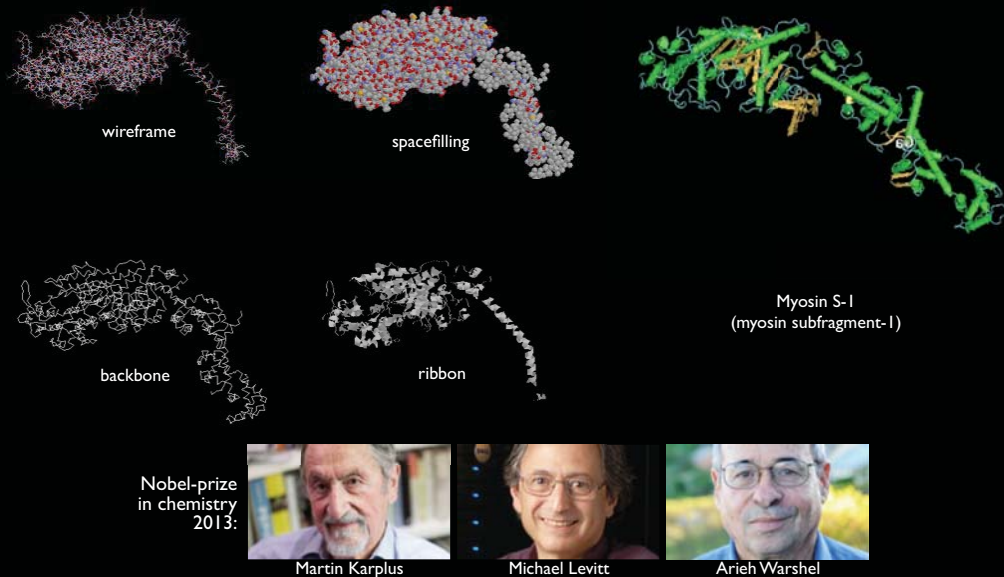 wireframe
spacefilling
backbone
ribbon
Myosin S-1
(myosin subfragment-1)
Nobel-prize
in chemistry
2013:
Martin Karplus
Michael Levitt
Arieh Warshel